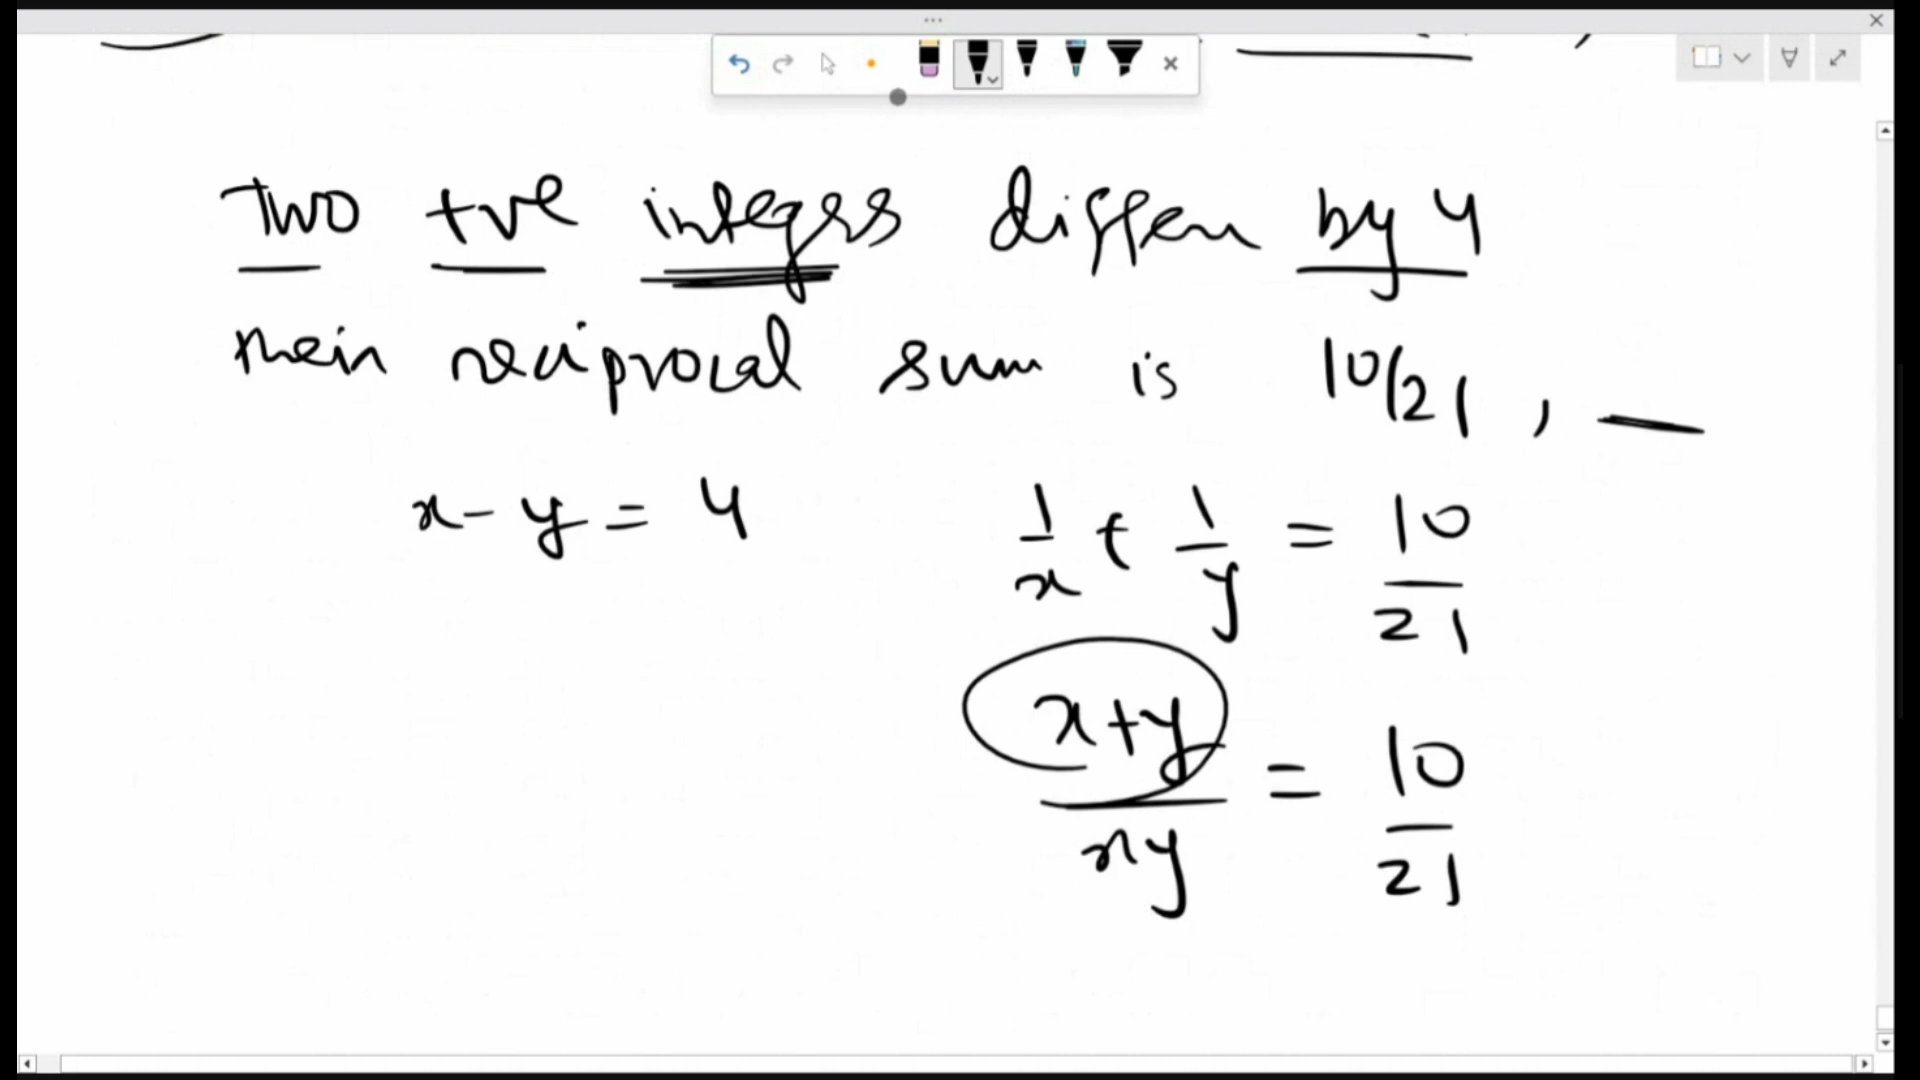 Two +ve integers differ by 4
their reciprocal sum is 10/21, —
x - y = 4
1/x + 1/y = 10/21
x+y/xy = 10/21